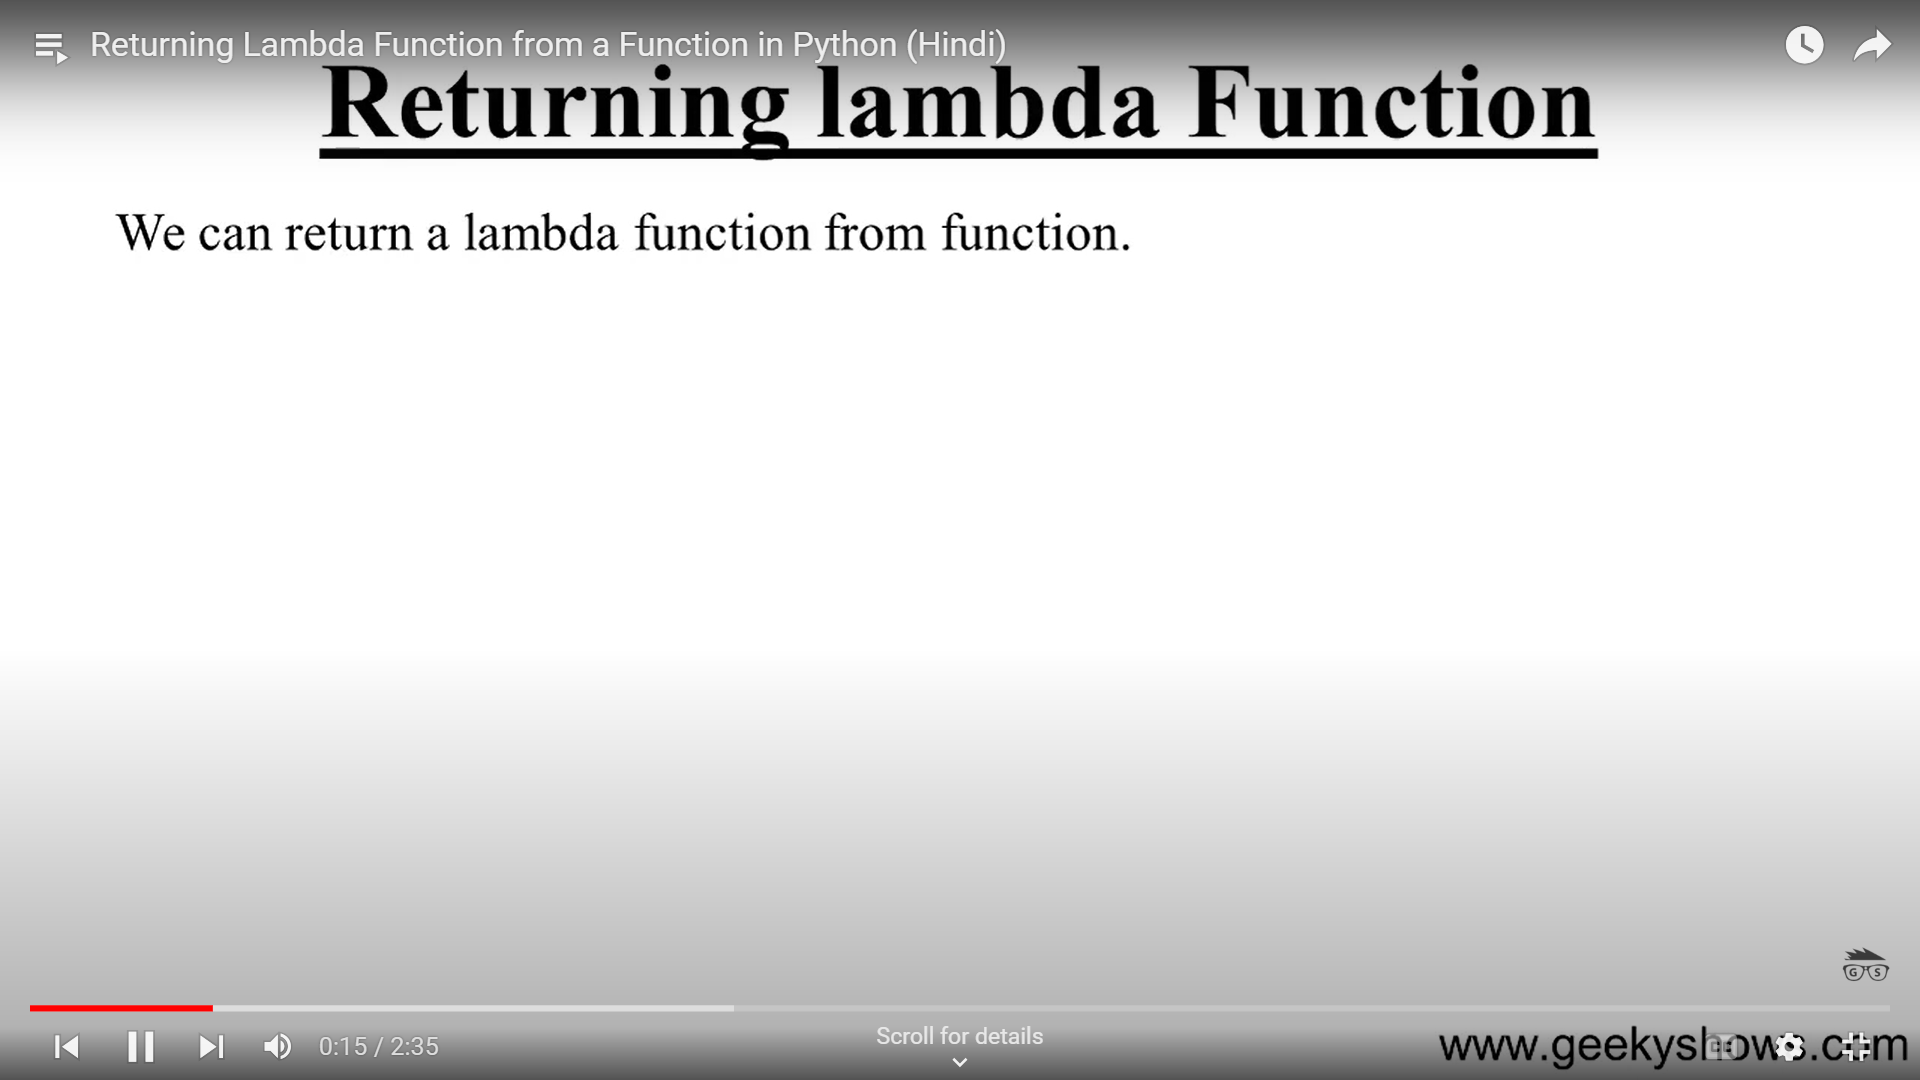 Returning Lambda Function from a Function in Python (Hindi)
Returning lambda Function
We can return a lambda function from function.
G S
0:15 / 2:35
Scroll for details
www.geekyshows.com